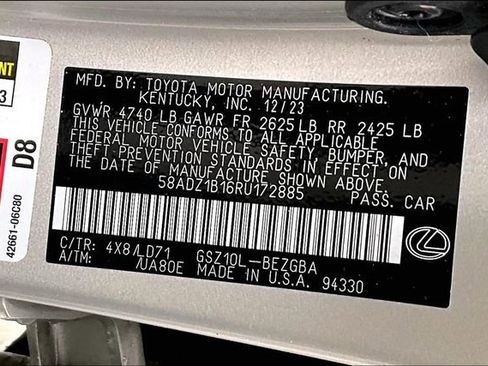 MFD. BY: TOYOTA MOTOR MANUFACTURING.
KENTUCKY, INC. 12/23
GVWR 4740 LB GAWR FR 2625 LB RR 2425 LB
THIS VEHICLE CONFORMS TO ALL APPLICABLE
FEDERAL MOTOR VEHICLE SAFETY, BUMPER, AND
THEFT PREVENTION STANDARDS IN EFFECT ON
THE DATE OF MANUFACTURE SHOWN ABOVE.
58ADZ1B16RU172885 PASS. CAR
C/TR: 4X8/LD71 GSZ10L-BEZGBA
A/TM: /UA80E MADE IN U.S.A. 94330
D8
42661-06C80